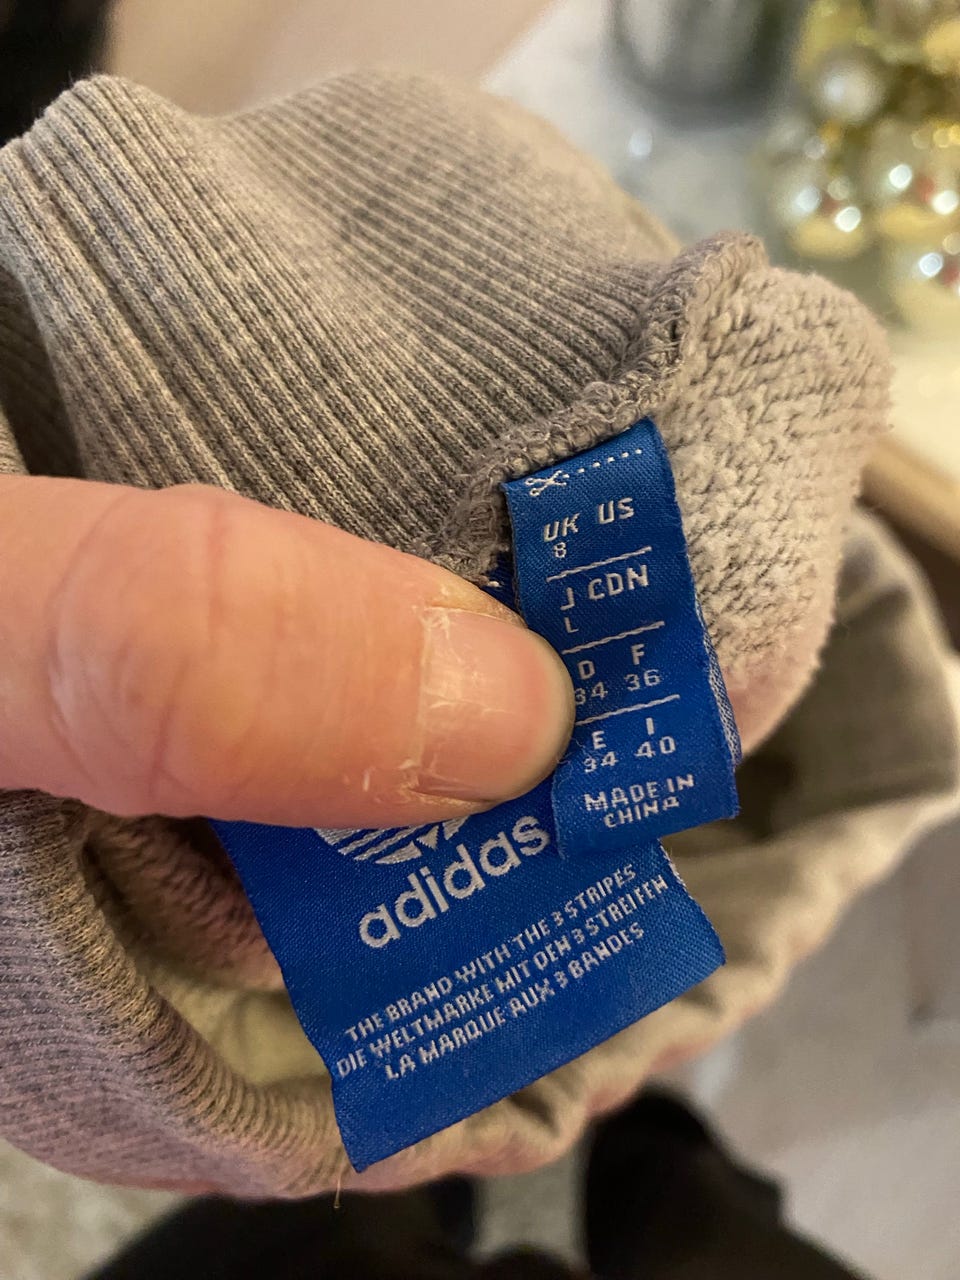 UK US
8
J CDN
L
D F
34 36
E I
34 40
MADE IN
CHINA
adidas
THE BRAND WITH THE 3 STRIPES
DIE WELTMARKE MIT DEN 3 STREIFEN
LA MARQUE AUX 3 BANDES